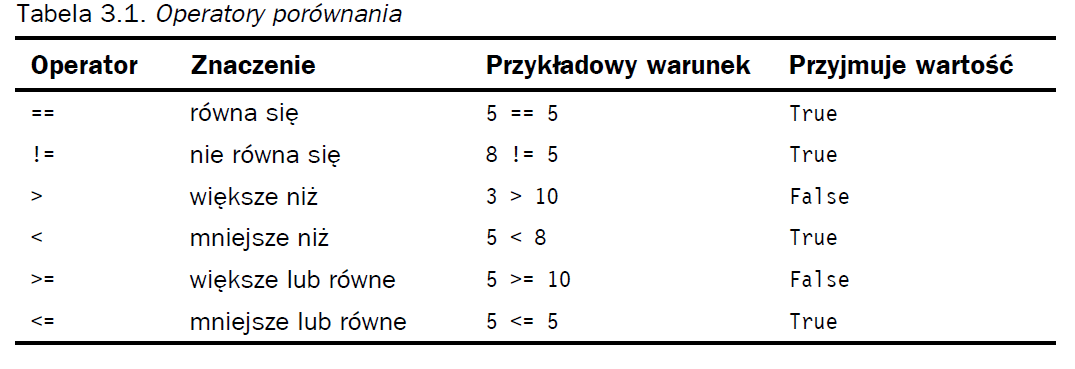 Tabela 3.1. Operatory porównania
Operator Znaczenie Przykładowy warunek Przyjmuje wartość
== równa się 5 == 5 True
!= nie równa się 8 != 5 True
> większe niż 3 > 10 False
< mniejsze niż 5 < 8 True
>= większe lub równe 5 >= 10 False
<= mniejsze lub równe 5 <= 5 True